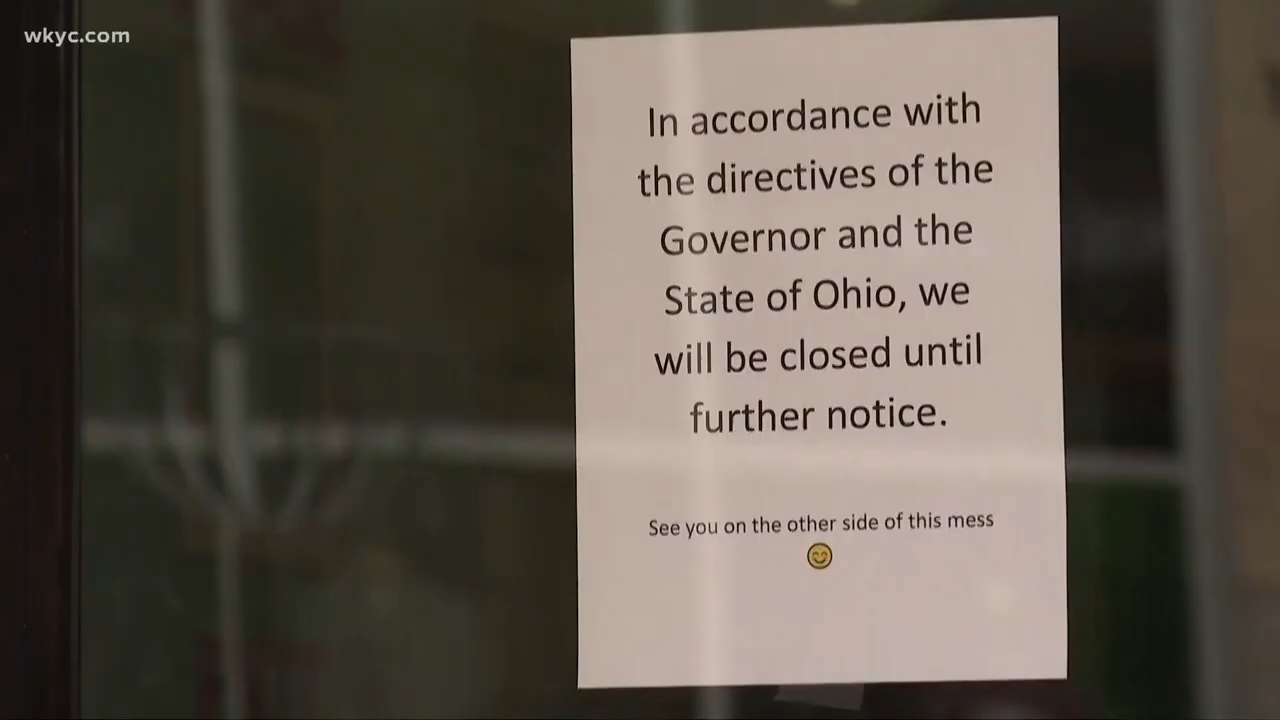 wkyc.com
In accordance with
the directives of the
Governor and the
State of Ohio, we
will be closed until
further notice.
See you on the other side of this mess
😊